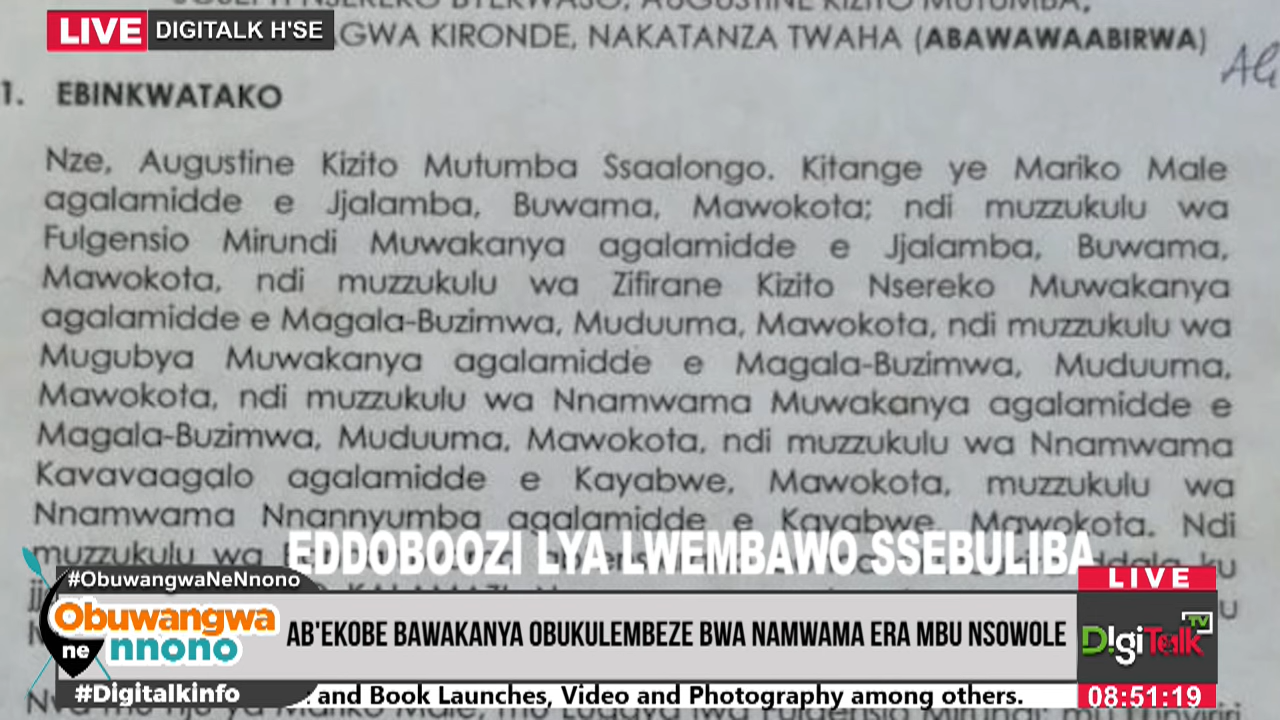 LIVE DIGITALK H'SE
AGWA KIRONDE, NAKATANZA TWAHA (ABAWAWAABIRWA)
1. EBINKWATAKO
Nze, Augustine Kizito Mutumba Ssaalongo. Kitange ye Mariko Male
agalamidde e Jjalamba, Buwama, Mawokota; ndi muzzukulu wa
Fulgensio Mirundi Muwakanya agalamidde e Jjalamba, Buwama,
Mawokota, ndi muzzukulu wa Zifirane Kizito Nsereko Muwakanya
agalamidde e Magala-Buzimwa, Muduuma, Mawokota, ndi muzzukulu wa
Mugubya Muwakanya agalamidde e Magala-Buzimwa, Muduuma,
Mawokota, ndi muzzukulu wa Nnamwama Muwakanya agalamidde e
Magala-Buzimwa, Muduuma, Mawokota, ndi muzzukulu wa Nnamwama
Kavavaagalo agalamidde e Kayabwe, Mawokota, muzzukulu wa
Nnamwama Nnannyumba agalamidde e Kayabwe, Mawokota. Ndi
muzzukulu wa
EDDOBOOZI LYA LWEMBAWO SSEBULIBA
#ObuwangwaNeNnono
Obuwangwa
ne nnono
AB'EKOBE BAWAKANYA OBUKULEMBEZE BWA NAMWAMA ERA MBU NSOWOLE
LIVE
D!giTalk TV
#Digitalkinfo
and Book Launches, Video and Photography among others.
08:51:19